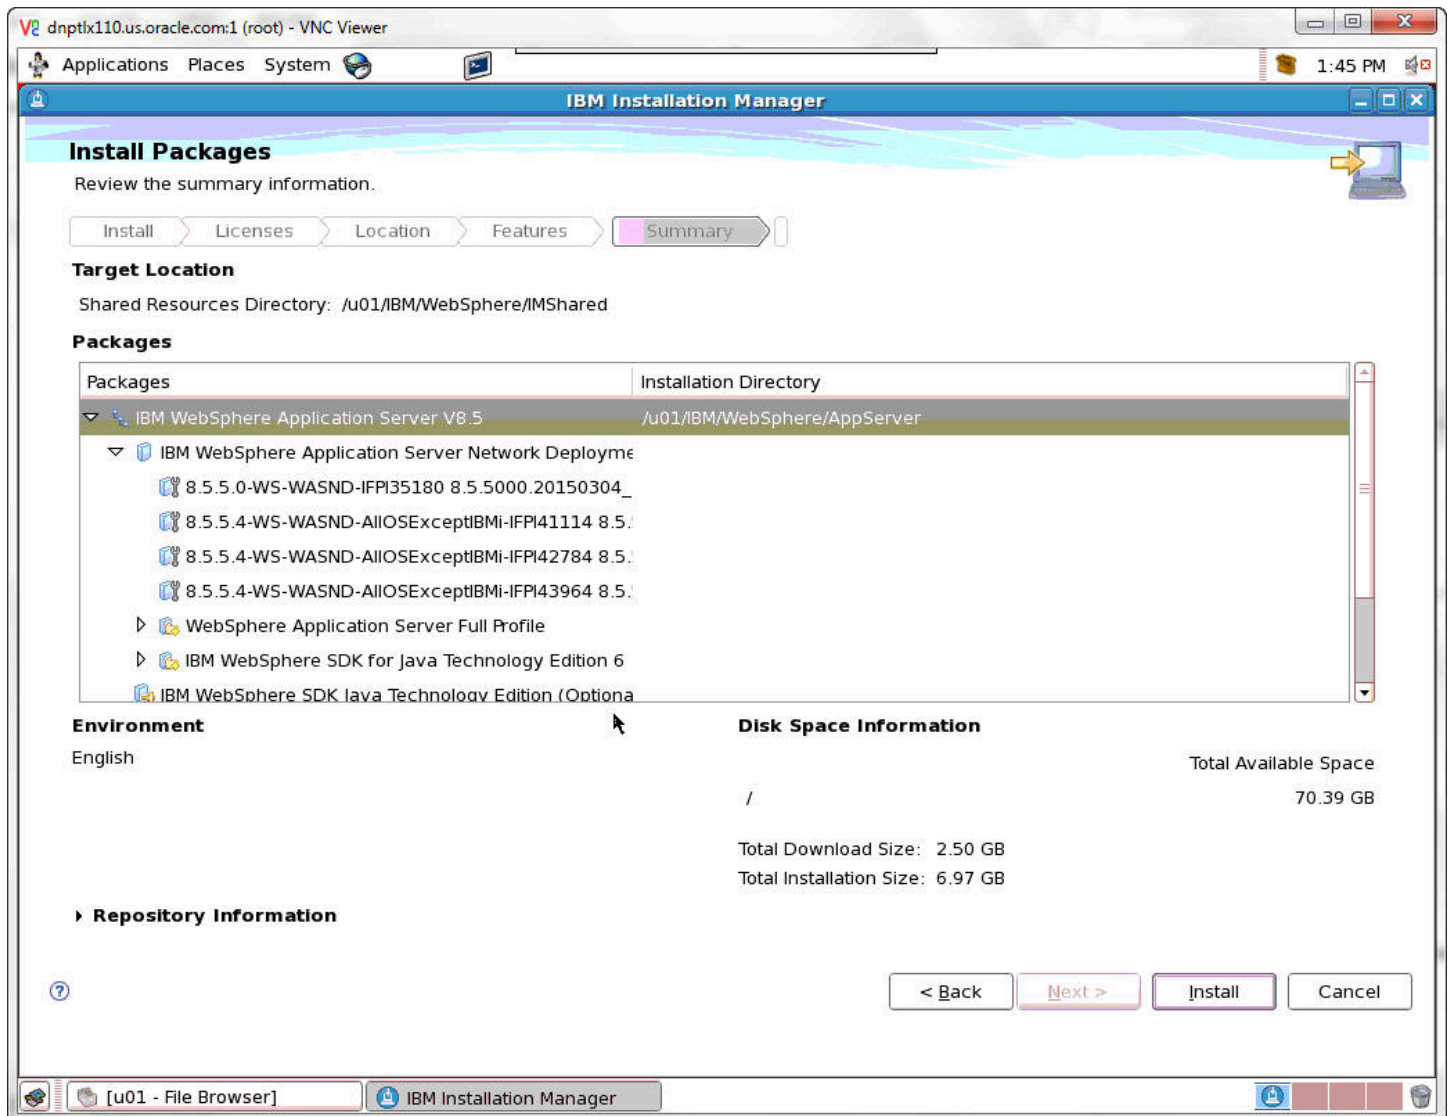 dnptlx110.us.oracle.com:1 (root) - VNC Viewer
Applications Places System 1:45 PM
IBM Installation Manager
Install Packages
Review the summary information.
Install Licenses Location Features Summary
Target Location
Shared Resources Directory: /u01/IBM/WebSphere/IMShared
Packages
Packages Installation Directory
IBM WebSphere Application Server V8.5 /u01/IBM/WebSphere/AppServer
IBM WebSphere Application Server Network Deployme
8.5.5.0-WS-WASND-IFPI35180 8.5.5000.20150304_
8.5.5.4-WS-WASND-AllOSExceptIBMi-IFPI41114 8.5.
8.5.5.4-WS-WASND-AllOSExceptIBMi-IFPI42784 8.5.
8.5.5.4-WS-WASND-AllOSExceptIBMi-IFPI43964 8.5.
WebSphere Application Server Full Profile
IBM WebSphere SDK for Java Technology Edition 6
IBM WebSphere SDK Java Technology Edition (Optiona
Environment Disk Space Information
English
Total Available Space
/ 70.39 GB
Total Download Size: 2.50 GB
Total Installation Size: 6.97 GB
Repository Information
< Back Next > Install Cancel
[u01 - File Browser] IBM Installation Manager